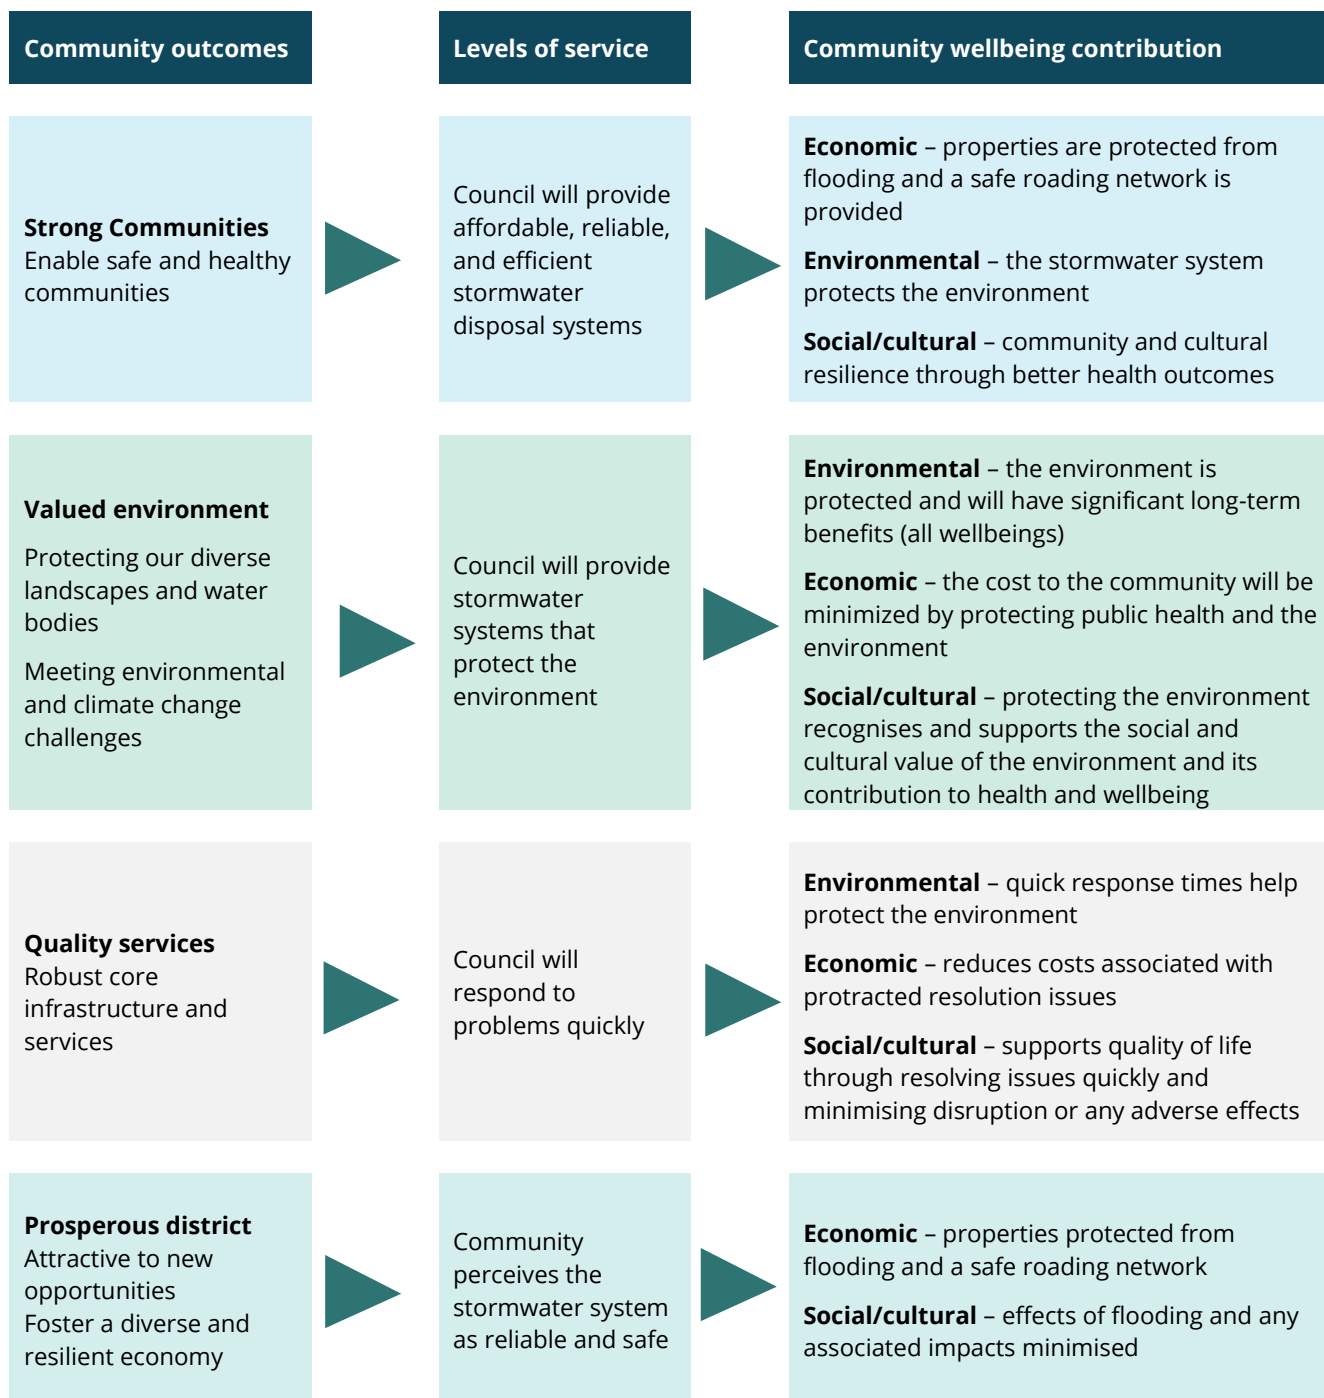 Community outcomes
Levels of service
Community wellbeing contribution
Strong Communities
Enable safe and healthy
communities
Council will provide
affordable, reliable,
and efficient
stormwater
disposal systems
Economic – properties are protected from
flooding and a safe roading network is
provided
Environmental – the stormwater system
protects the environment
Social/cultural – community and cultural
resilience through better health outcomes
Valued environment
Protecting our diverse
landscapes and water
bodies
Meeting environmental
and climate change
challenges
Council will provide
stormwater
systems that
protect the
environment
Environmental – the environment is
protected and will have significant long-term
benefits (all wellbeings)
Economic – the cost to the community will be
minimized by protecting public health and the
environment
Social/cultural – protecting the environment
recognises and supports the social and
cultural value of the environment and its
contribution to health and wellbeing
Quality services
Robust core
infrastructure and
services
Council will
respond to
problems quickly
Environmental – quick response times help
protect the environment
Economic – reduces costs associated with
protracted resolution issues
Social/cultural – supports quality of life
through resolving issues quickly and
minimising disruption or any adverse effects
Prosperous district
Attractive to new
opportunities
Foster a diverse and
resilient economy
Community
perceives the
stormwater system
as reliable and safe
Economic – properties protected from
flooding and a safe roading network
Social/cultural – effects of flooding and any
associated impacts minimised